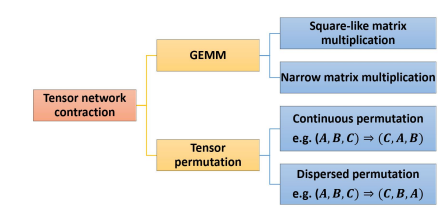 Square-like matrix
multiplication
GEMM
Narrow matrix multiplication
Tensor network
contraction
Continuous permutation
e.g. (A, B, C) ⇒ (C, A, B)
Tensor
permutation
Dispersed permutation
e.g. (A, B, C) ⇒ (C, B, A)